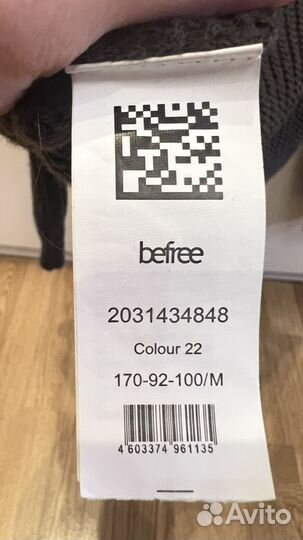 befree
2031434848
Colour 22
170-92-100/M
4 603374 961135
Avito